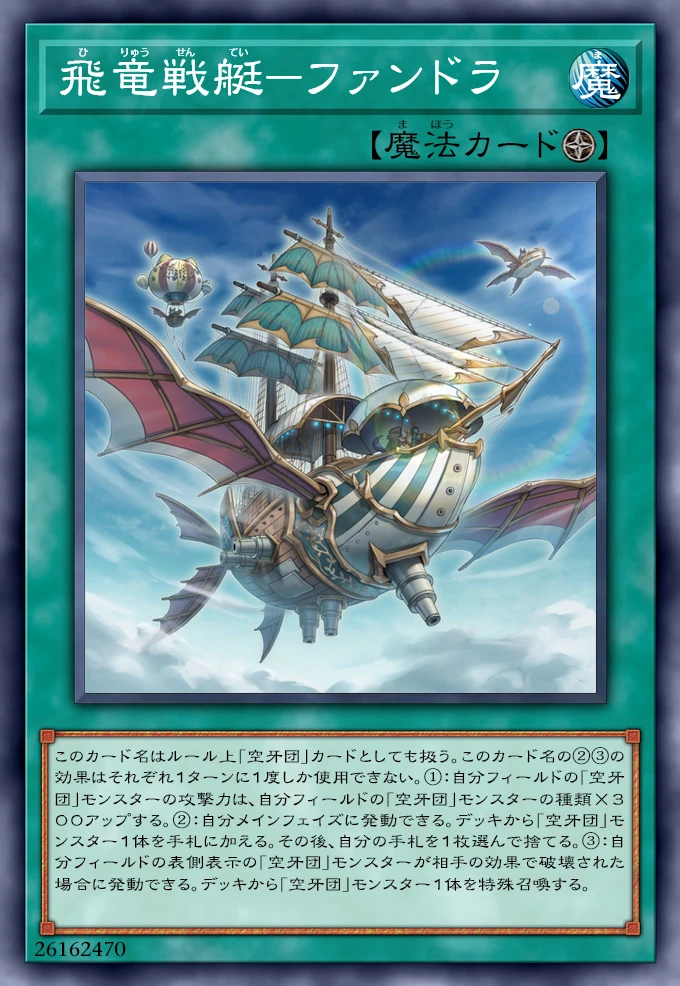 飛竜戦艇－ファンドラ
魔
【魔法カード】
このカード名はルール上「空牙団」カードとしても扱う。このカード名の②③の
効果はそれぞれ１ターンに１度しか使用できない。①：自分フィールドの「空牙
団」モンスターの攻撃力は、自分フィールドの「空牙団」モンスターの種類×３
００アップする。②：自分メインフェイズに発動できる。デッキから「空牙団」モ
ンスター１体を手札に加える。その後、自分の手札を１枚選んで捨てる。③：自
分フィールドの表側表示の「空牙団」モンスターが相手の効果で破壊された
場合に発動できる。デッキから「空牙団」モンスター１体を特殊召喚する。
26162470